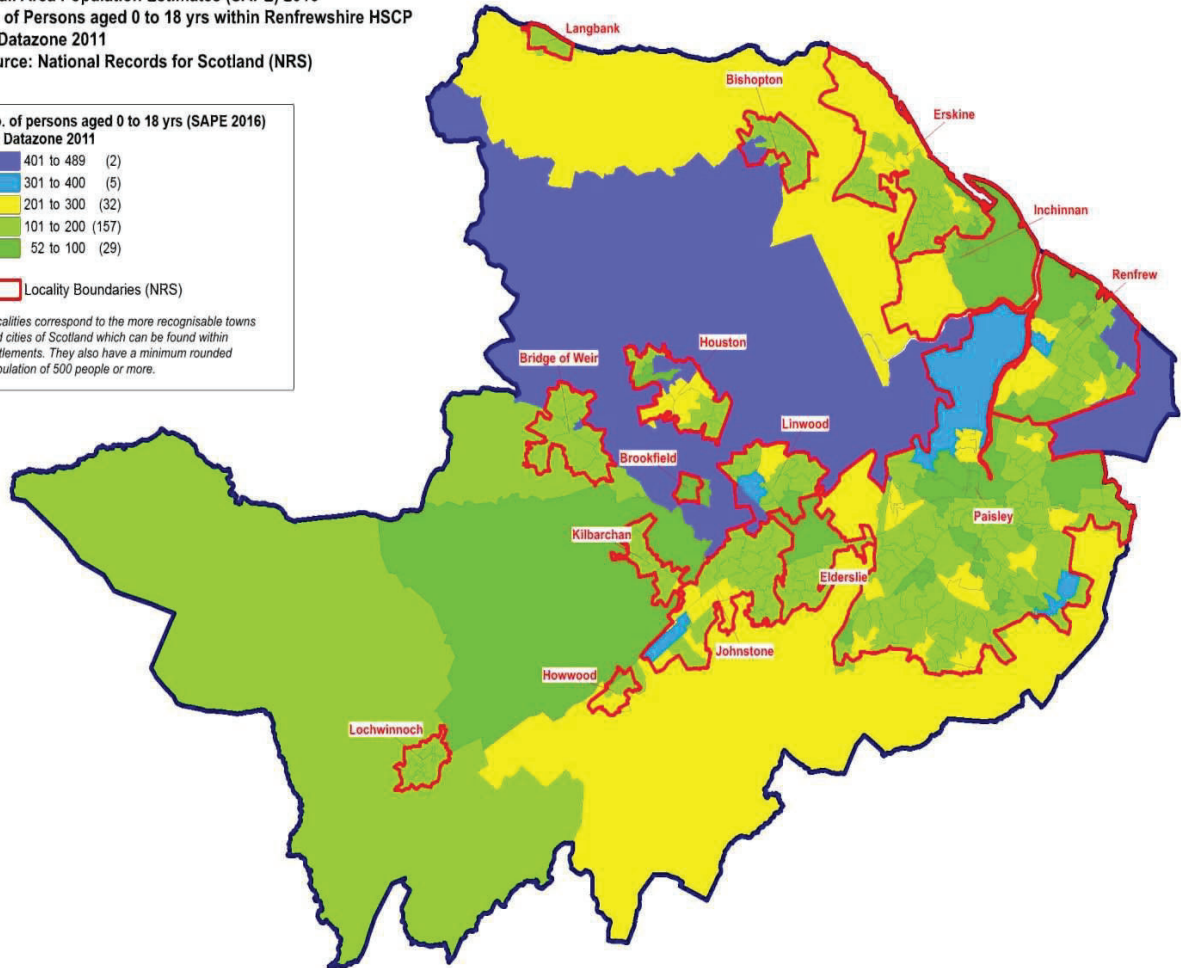 of Persons aged 0 to 18 yrs within Renfrewshire HSCP
Datazone 2011
urce: National Records for Scotland (NRS)
o. of persons aged 0 to 18 yrs (SAPE 2016)
Datazone 2011
401 to 489 (2)
301 to 400 (5)
201 to 300 (32)
101 to 200 (157)
52 to 100 (29)
Locality Boundaries (NRS)
calities correspond to the more recognisable towns
d cities of Scotland which can be found within
ttlements. They also have a minimum rounded
pulation of 500 people or more.
Langbank
Bishopton
Erskine
Inchinnan
Renfrew
Houston
Bridge of Weir
Linwood
Brookfield
Paisley
Kilbarchan
Elderslie
Johnstone
Howwood
Lochwinnoch